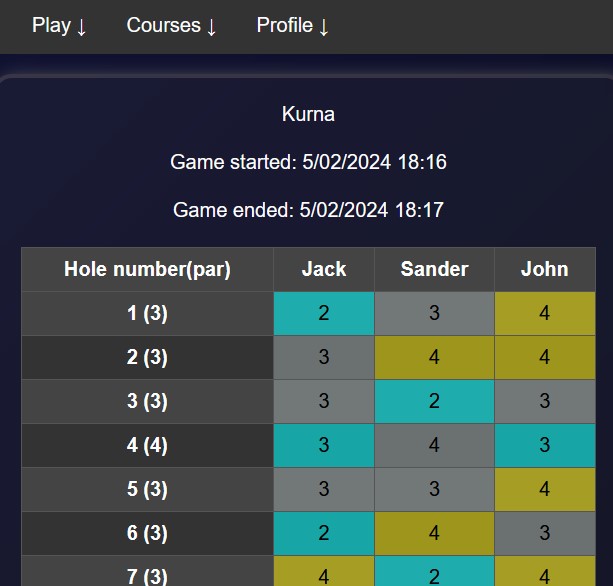 Play ↓ Courses ↓ Profile ↓
Kurna
Game started: 5/02/2024 18:16
Game ended: 5/02/2024 18:17
Hole number(par) Jack Sander John
1 (3) 2 3 4
2 (3) 3 4 4
3 (3) 3 2 3
4 (4) 3 4 3
5 (3) 3 3 4
6 (3) 2 4 3
7 (3) 4 2 4